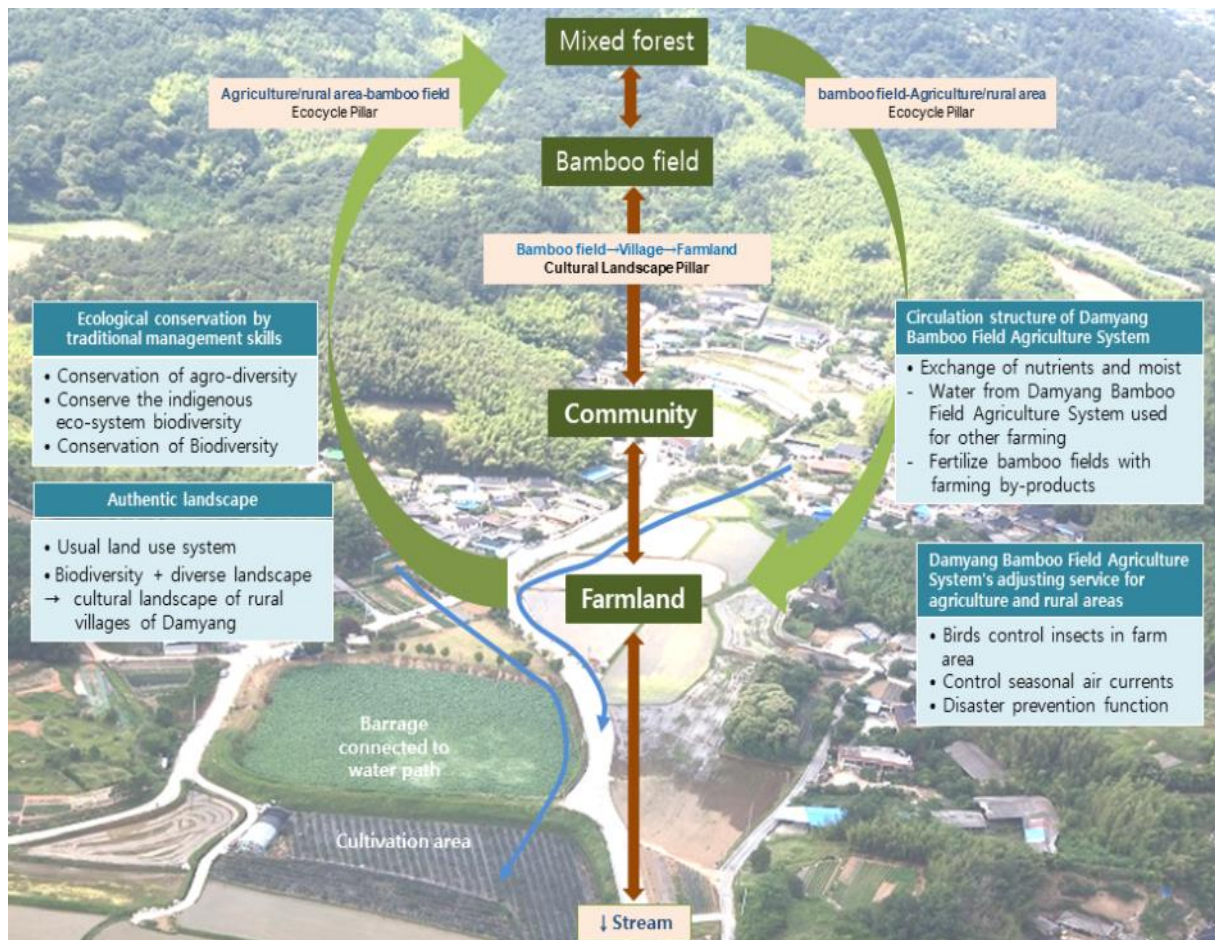 Mixed forest
Agriculture/rural area-bamboo field
Ecocycle Pillar
bamboo field-Agriculture/rural area
Ecocycle Pillar
Bamboo field
Bamboo field→Village→Farmland
Cultural Landscape Pillar
Ecological conservation by
traditional management skills
• Conservation of agro-diversity
• Conserve the indigenous
eco-system biodiversity
• Conservation of Biodiversity
Circulation structure of Damyang
Bamboo Field Agriculture System
• Exchange of nutrients and moist
- Water from Damyang Bamboo
Field Agriculture System used
for other farming
- Fertilize bamboo fields with
farming by-products
Community
Authentic landscape
• Usual land use system
• Biodiversity + diverse landscape
→ cultural landscape of rural
villages of Damyang
Farmland
Damyang Bamboo Field Agriculture
System's adjusting service for
agriculture and rural areas
• Birds control insects in farm
area
• Control seasonal air currents
• Disaster prevention function
Barrage
connected to
water path
Cultivation area
↓ Stream